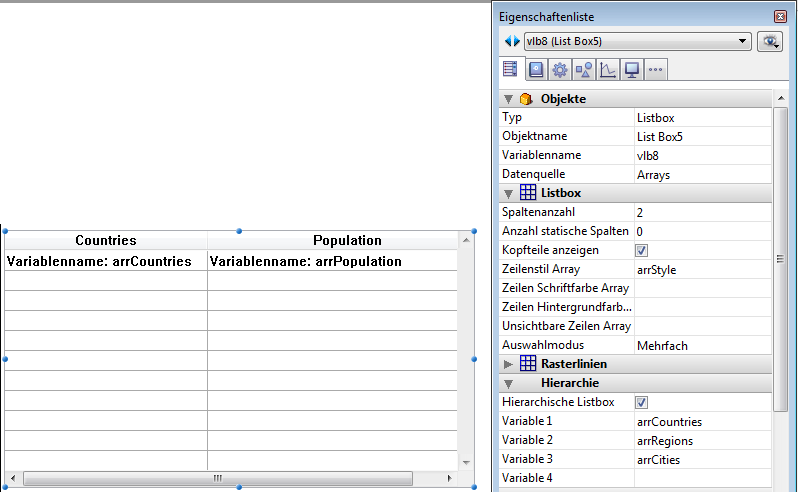 Countries Population
Variablenname: arrCountries Variablenname: arrPopulation
Eigenschaftenliste
vlb8 (List Box5)
Objekte
Typ Listbox
Objektname List Box5
Variablenname vlb8
Datenquelle Arrays
Listbox
Spaltenanzahl 2
Anzahl statische Spalten 0
Kopfteile anzeigen
Zeilenstil Array arrStyle
Zeilen Schriftfarbe Array
Zeilen Hintergrundfarb...
Unsichtbare Zeilen Array
Auswahlmodus Mehrfach
Rasterlinien
Hierarchie
Hierarchische Listbox
Variable 1 arrCountries
Variable 2 arrRegions
Variable 3 arrCities
Variable 4